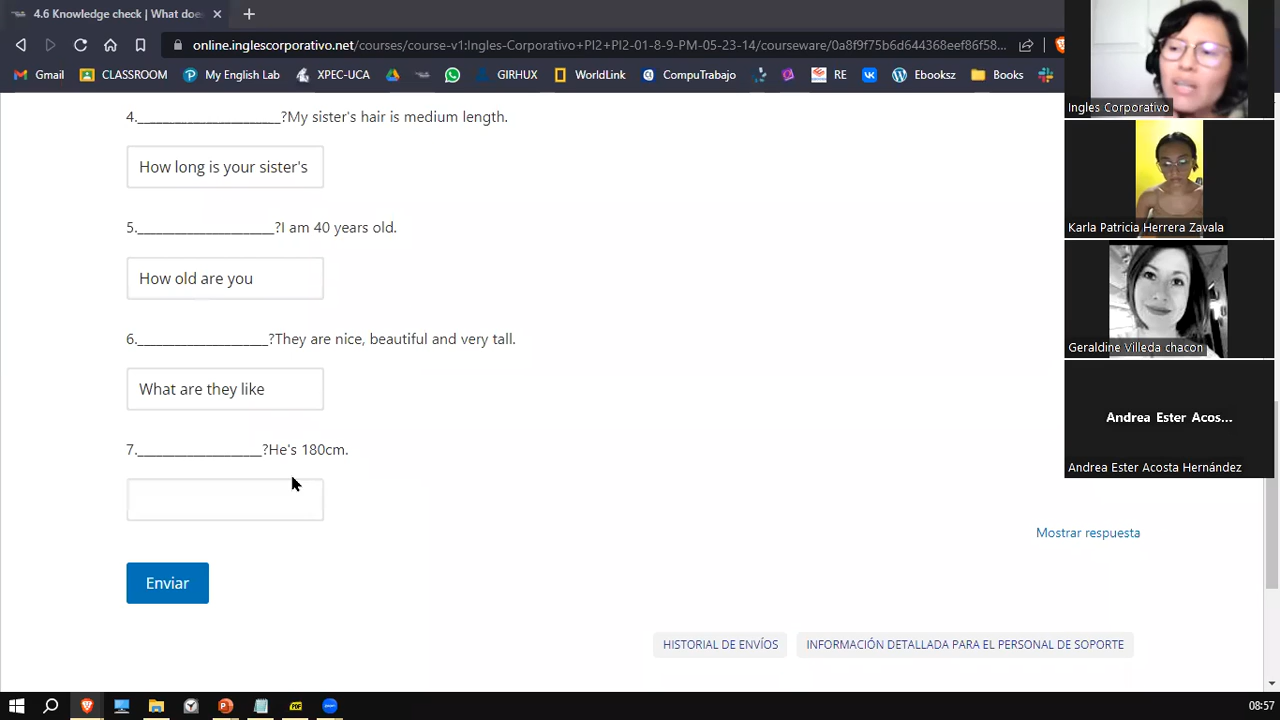 4.6 Knowledge check | What doe
online.inglescorporativo.net/courses/course-v1:Ingles-Corporativo+PI2+PI2-01-8-9-PM-05-23-14/courseware/0a8f9f75b6d644368eef86f58...
Gmail CLASSROOM My English Lab XPEC-UCA GIRHUX WorldLink CompuTrabajo RE Ebooksz Books
4.______________________?My sister's hair is medium length.
How long is your sister's
5._____________________?I am 40 years old.
How old are you
6.____________________?They are nice, beautiful and very tall.
What are they like
7.___________________?He's 180cm.
Mostrar respuesta
Enviar
HISTORIAL DE ENVÍOS INFORMACIÓN DETALLADA PARA EL PERSONAL DE SOPORTE
Ingles Corporativo
Karla Patricia Herrera Zavala
Geraldine Villeda chacon
Andrea Ester Acos...
Andrea Ester Acosta Hernández
08:57